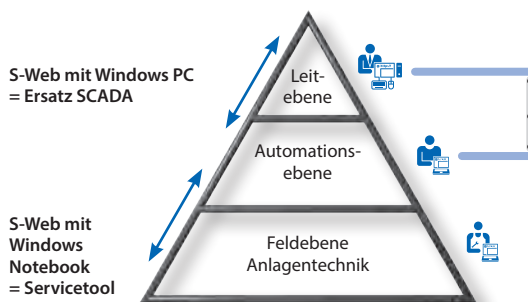 S-Web mit Windows PC
= Ersatz SCADA
Leit-
ebene
Automations-
ebene
S-Web mit
Windows
Notebook
= Servicetool
Feldebene
Anlagentechnik